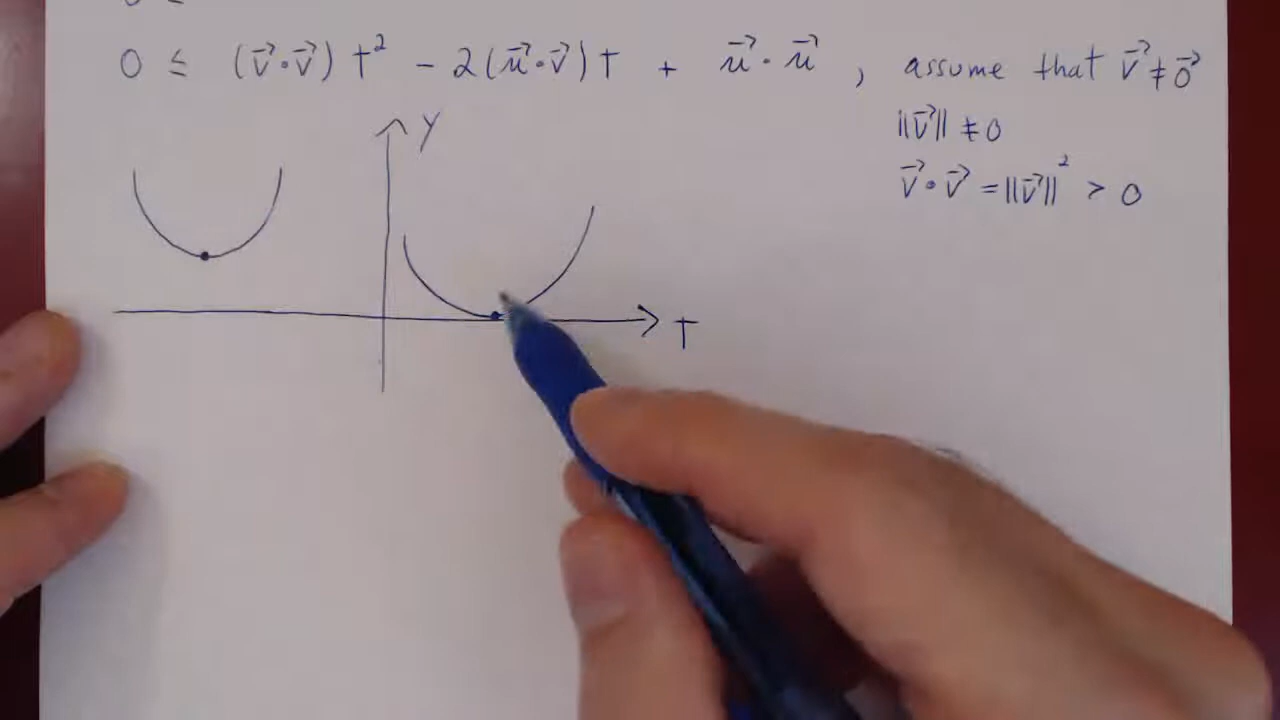 0 ≤ (v⃗·v⃗) t² - 2(u⃗·v⃗)t + u⃗·u⃗ , assume that v⃗ ≠ 0⃗
||v⃗|| ≠ 0
v⃗·v⃗ = ||v⃗||² > 0
y
t